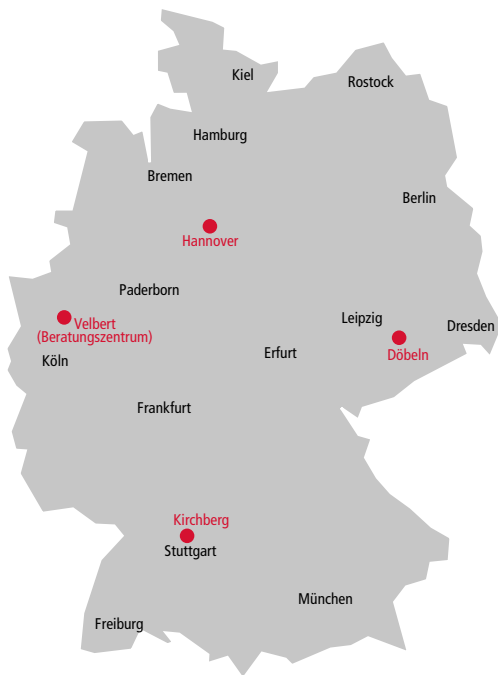 Kiel
Rostock
Hamburg
Bremen
Berlin
Hannover
Paderborn
Velbert
(Beratungszentrum)
Leipzig
Dresden
Köln
Erfurt
Döbeln
Frankfurt
Kirchberg
Stuttgart
München
Freiburg